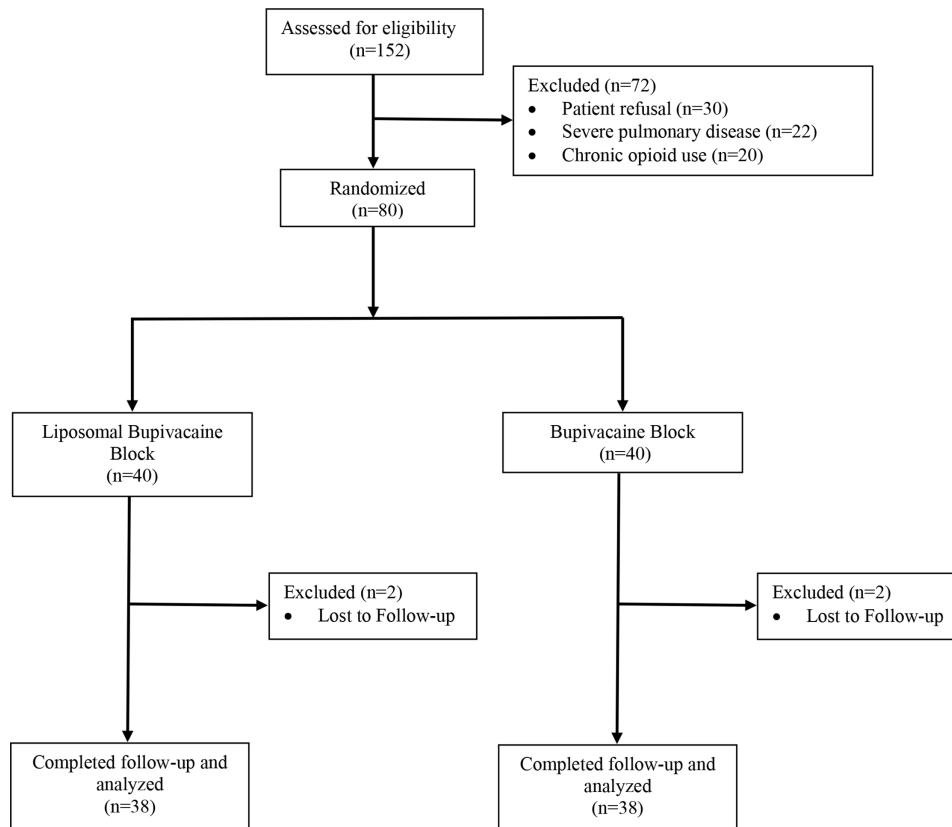 Assessed for eligibility
(n=152)
Excluded (n=72)
• Patient refusal (n=30)
• Severe pulmonary disease (n=22)
• Chronic opioid use (n=20)
Randomized
(n=80)
Liposomal Bupivacaine
Block
(n=40)
Bupivacaine Block
(n=40)
Excluded (n=2)
• Lost to Follow-up
Excluded (n=2)
• Lost to Follow-up
Completed follow-up and
analyzed
(n=38)
Completed follow-up and
analyzed
(n=38)